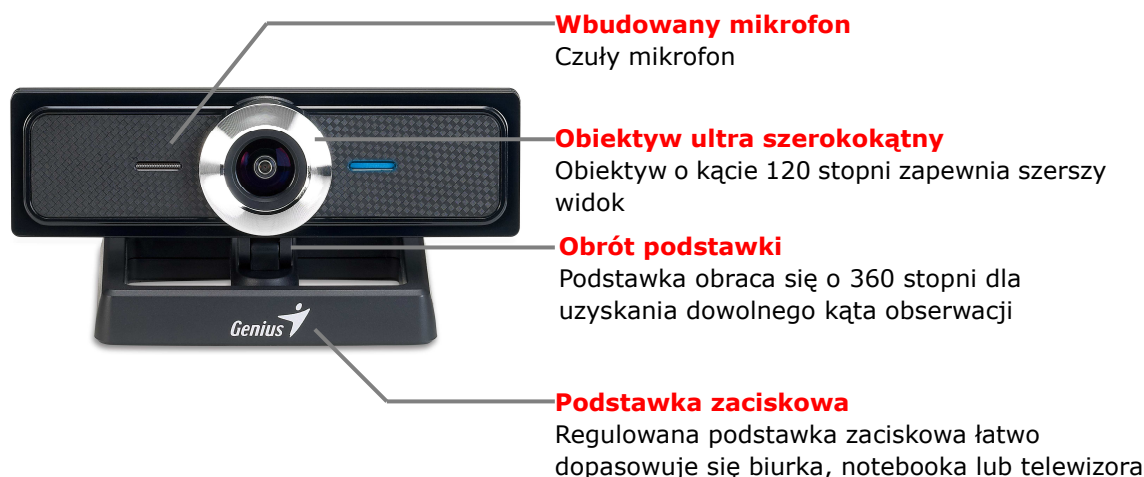 Wbudowany mikrofon
Czuły mikrofon
Obiektyw ultra szerokokątny
Obiektyw o kącie 120 stopni zapewnia szerszy
widok
Obrót podstawki
Podstawka obraca się o 360 stopni dla
uzyskania dowolnego kąta obserwacji
Genius
Podstawka zaciskowa
Regulowana podstawka zaciskowa łatwo
dopasowuje się biurka, notebooka lub telewizora